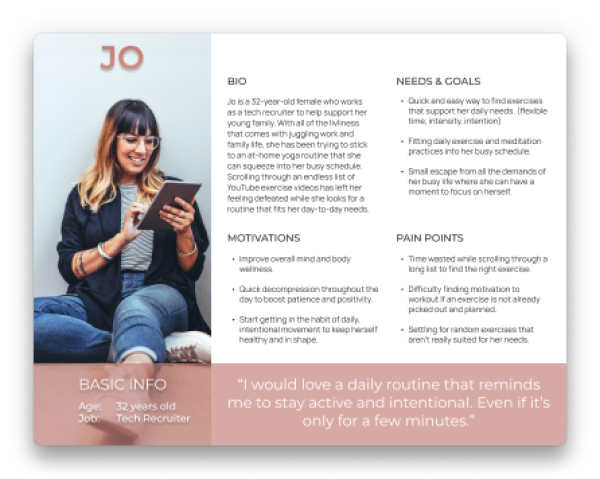 JO
BIO
Jo is a 32-year-old female who works
as a tech recruiter to help support her
young family. With all of the livliness
that comes with juggling work and
family life, she has been trying to stick
to an at-home yoga routine that she
can squeeze into her busy schedule.
Scrolling through an endless list of
YouTube exercise videos has left her
feeling defeated while she looks for a
routine that fits her day-to-day needs.
NEEDS & GOALS
• Quick and easy way to find exercises
that support her daily needs. (flexible
time, intensity, intention)
• Fitting daily exercise and meditation
practices into her busy schedule.
• Small escape from all the demands of
her busy life where she can have a
moment to focus on herself.
MOTIVATIONS
• Improve overall mind and body
wellness.
• Quick decompression throughout the
day to boost patience and positivity.
• Start getting in the habit of daily,
intentional movement to keep herself
healthy and in shape.
PAIN POINTS
• Time wasted while scrolling through a
long list to find the right exercise.
• Difficulty finding motivation to
workout if an exercise is not already
picked out and planned.
• Settling for random exercises that
aren't really suited for her needs.
BASIC INFO
Age: 32 years old
Job: Tech Recruiter
“I would love a daily routine that reminds
me to stay active and intentional. Even if it's
only for a few minutes.”